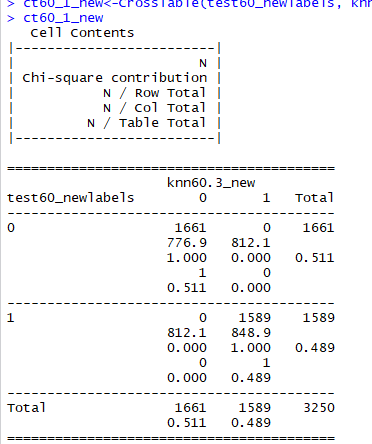 > ct60_1_new<-CrossTable(test60_newlabels, knn
> ct60_1_new
   Cell Contents
|-------------------------|
|                       N |
| Chi-square contribution |
|           N / Row Total |
|           N / Col Total |
|         N / Table Total |
|-------------------------|
=========================================
                    knn60.3_new
test60_newlabels        0      1    Total
-----------------------------------------
0                    1661      0     1661
                    776.9  812.1
                    1.000  0.000    0.511
                        1      0
                    0.511  0.000
-----------------------------------------
1                       0   1589     1589
                    812.1  848.9
                    0.000  1.000    0.489
                        0      1
                    0.000  0.489
-----------------------------------------
Total                1661   1589     3250
                    0.511  0.489
=========================================